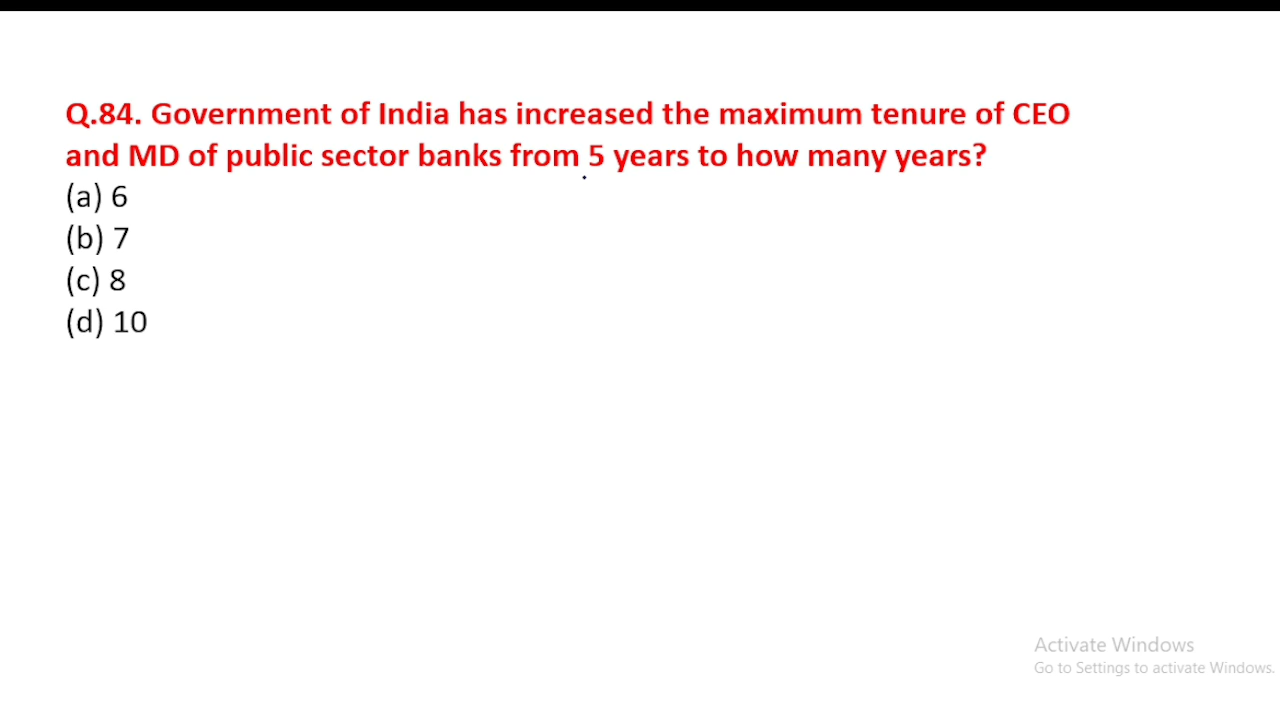 Q.84. Government of India has increased the maximum tenure of CEO
and MD of public sector banks from 5 years to how many years?
(a) 6
(b) 7
(c) 8
(d) 10
Activate Windows
Go to Settings to activate Windows.